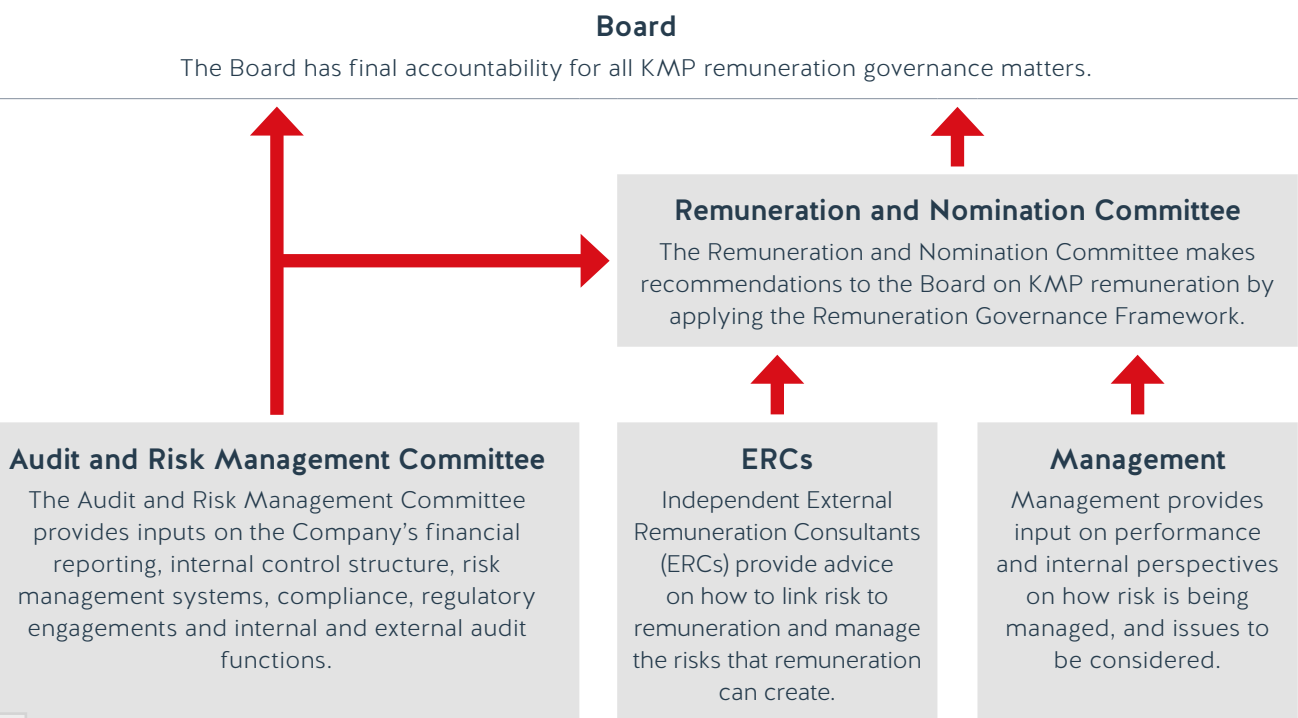 Board
The Board has final accountability for all KMP remuneration governance matters.
Remuneration and Nomination Committee
The Remuneration and Nomination Committee makes
recommendations to the Board on KMP remuneration by
applying the Remuneration Governance Framework.
Audit and Risk Management Committee
The Audit and Risk Management Committee
provides inputs on the Company’s financial
reporting, internal control structure, risk
management systems, compliance, regulatory
engagements and internal and external audit
functions.
ERCs
Independent External
Remuneration Consultants
(ERCs) provide advice
on how to link risk to
remuneration and manage
the risks that remuneration
can create.
Management
Management provides
input on performance
and internal perspectives
on how risk is being
managed, and issues to
be considered.